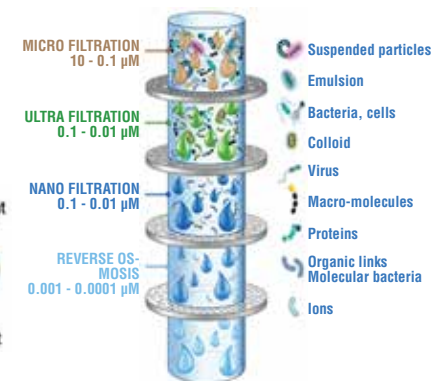 MICRO FILTRATION
10 - 0.1 µM
ULTRA FILTRATION
0.1 - 0.01 µM
NANO FILTRATION
0.1 - 0.01 µM
REVERSE OS-
MOSIS
0.001 - 0.0001 µM
Suspended particles
Emulsion
Bacteria, cells
Colloid
Virus
Macro-molecules
Proteins
Organic links
Molecular bacteria
Ions